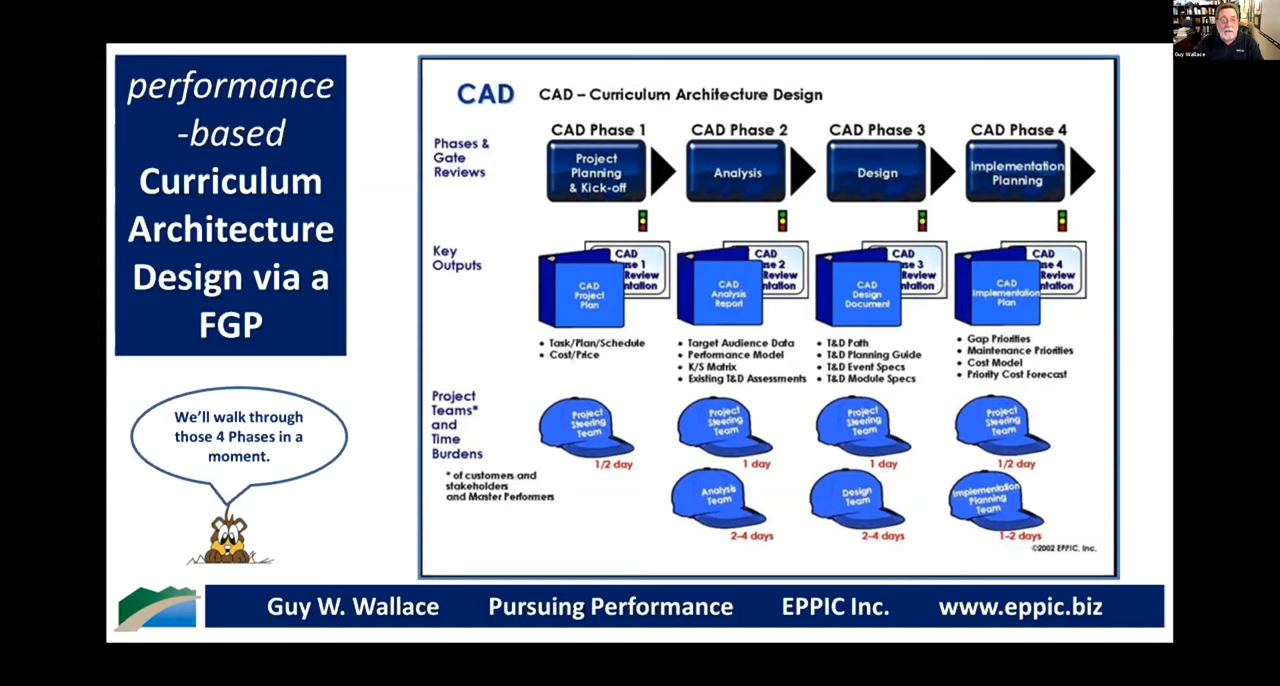 Guy Wallace
performance
-based
Curriculum
Architecture
Design via a
FGP
We'll walk through
those 4 Phases in a
moment.
CAD
CAD – Curriculum Architecture Design
Phases &
Gate
Reviews
CAD Phase 1
CAD Phase 2
CAD Phase 3
CAD Phase 4
Project
Planning
& Kick-off
Analysis
Design
Implementation
Planning
Key
Outputs
CAD
se 1
Review
ntation
CAD
Project
Plan
CAD
se 2
Review
ntation
CAD
Analysis
Report
CAD
se 3
Review
ntation
CAD
Design
Document
CAD
ase 4
Review
ntation
CAD
Implementation
Plan
• Task/Plan/Schedule
• Cost/Price
• Target Audience Data
• Performance Model
• K/S Matrix
• Existing T&D Assessments
• T&D Path
• T&D Planning Guide
• T&D Event Specs
• T&D Module Specs
• Gap Priorities
• Maintenance Priorities
• Cost Model
• Priority Cost Forecast
Project
Teams*
and
Time
Burdens
* of customers and
stakeholders
and Master Performers
Project
Steering
Team
1/2 day
Project
Steering
Team
1 day
Project
Steering
Team
1 day
Project
Steering
Team
1/2 day
Analysis
Team
2-4 days
Design
Team
2-4 days
Implementation
Planning
Team
1-2 days
©2002 EPPIC, Inc.
Guy W. Wallace Pursuing Performance EPPIC Inc. www.eppic.biz